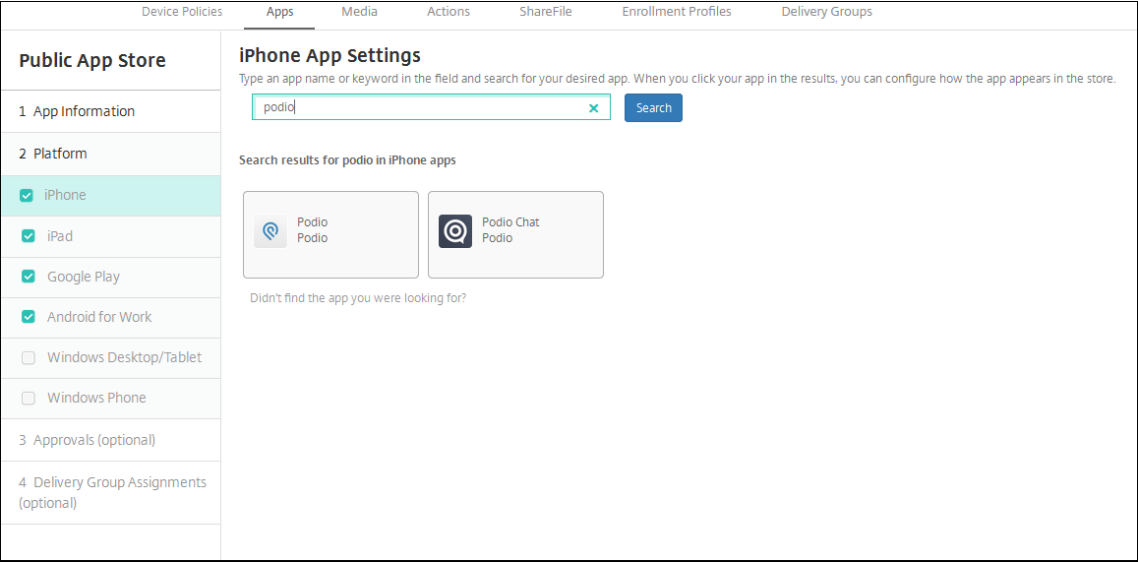 Device Policies
Apps
Media
Actions
ShareFile
Enrollment Profiles
Delivery Groups
Public App Store
1 App Information
2 Platform
iPhone
iPad
Google Play
Android for Work
Windows Desktop/Tablet
Windows Phone
3 Approvals (optional)
4 Delivery Group Assignments
(optional)
iPhone App Settings
Type an app name or keyword in the field and search for your desired app. When you click your app in the results, you can configure how the app appears in the store.
podio
Search
Search results for podio in iPhone apps
Podio
Podio
Podio Chat
Podio
Didn't find the app you were looking for?